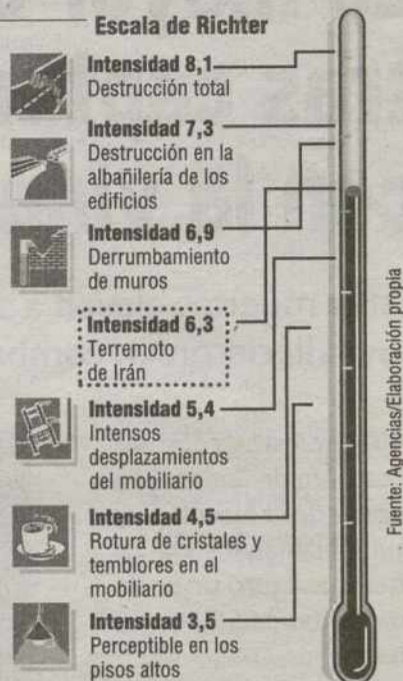 Escala de Richter
Intensidad 8,1
Destrucción total
Intensidad 7,3
Destrucción en la
albañilería de los
edificios
Intensidad 6,9
Derrumbamiento
de muros
Intensidad 6,3
Terremoto
de Irán
Intensidad 5,4
Intensos
desplazamientos
del mobiliario
Intensidad 4,5
Rotura de cristales y
temblores en el
mobiliario
Intensidad 3,5
Perceptible en los
pisos altos
Fuente: Agencias/Elaboración propia